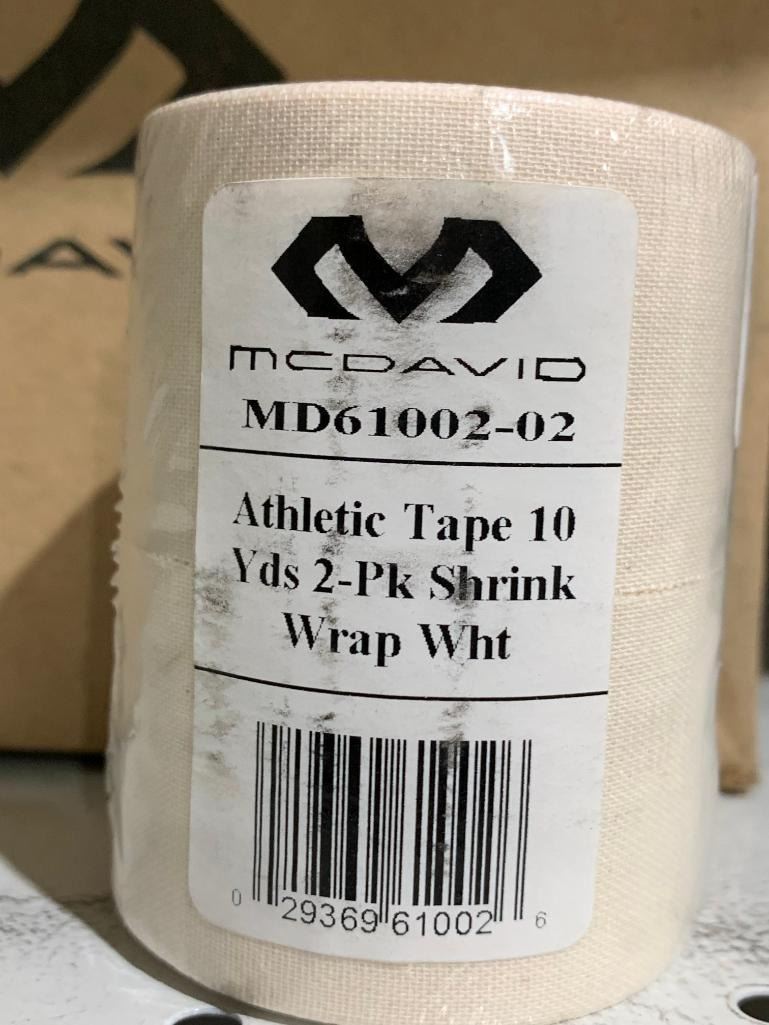 MCDAVID
MD61002-02
Athletic Tape 10
Yds 2-Pk Shrink
Wrap Wht
0 29369 61002 6